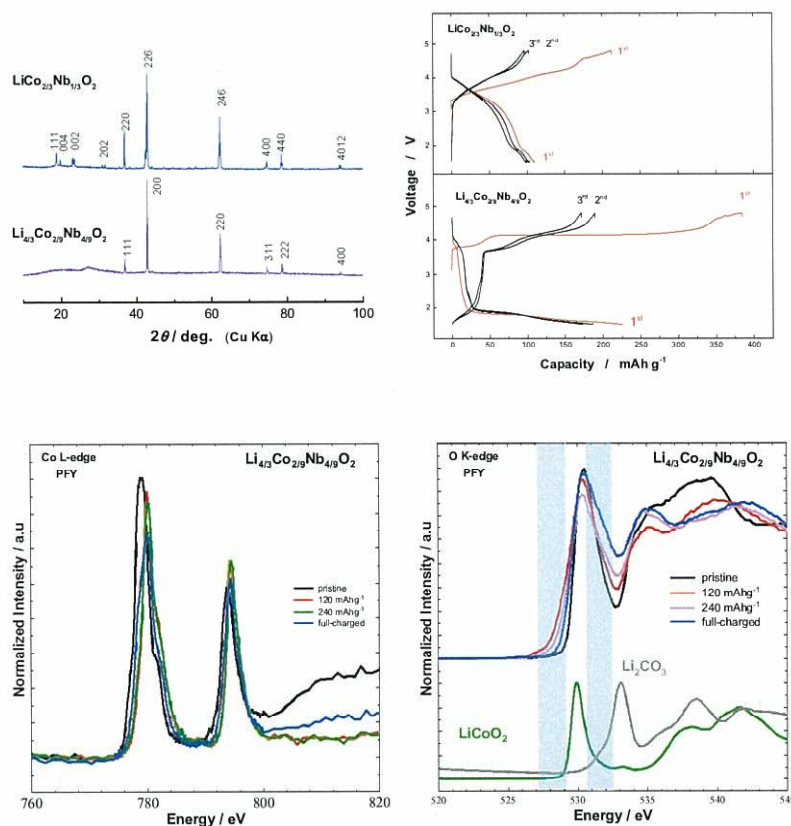 LiCo2/3Nb1/3O2
111
004
002
202
220
226
246
400
440
4012
Li4/3Co2/9Nb4/9O2
111
200
220
311
222
400
20
40
60
80
100
2θ / deg. (Cu Kα)
LiCo2/3Nb1/3O2
3rd 2nd
1st
1st
5
4
3
2
Voltage / V
Li4/3Co2/9Nb4/9O2
3rd 2nd
1st
1st
5
4
3
2
0
50
100
150
200
250
300
350
400
Capacity / mAh g-1
Co L-edge
PFY
Li4/3Co2/9Nb4/9O2
Normalized Intensity / a.u
pristine
120 mAhg-1
240 mAhg-1
full-charged
760
780
800
820
Energy / eV
O K-edge
PFY
Li4/3Co2/9Nb4/9O2
Normalized Intensity / a.u
pristine
120 mAhg-1
240 mAhg-1
full-charged
Li2CO3
LiCoO2
520
525
530
535
540
54
Energy / eV